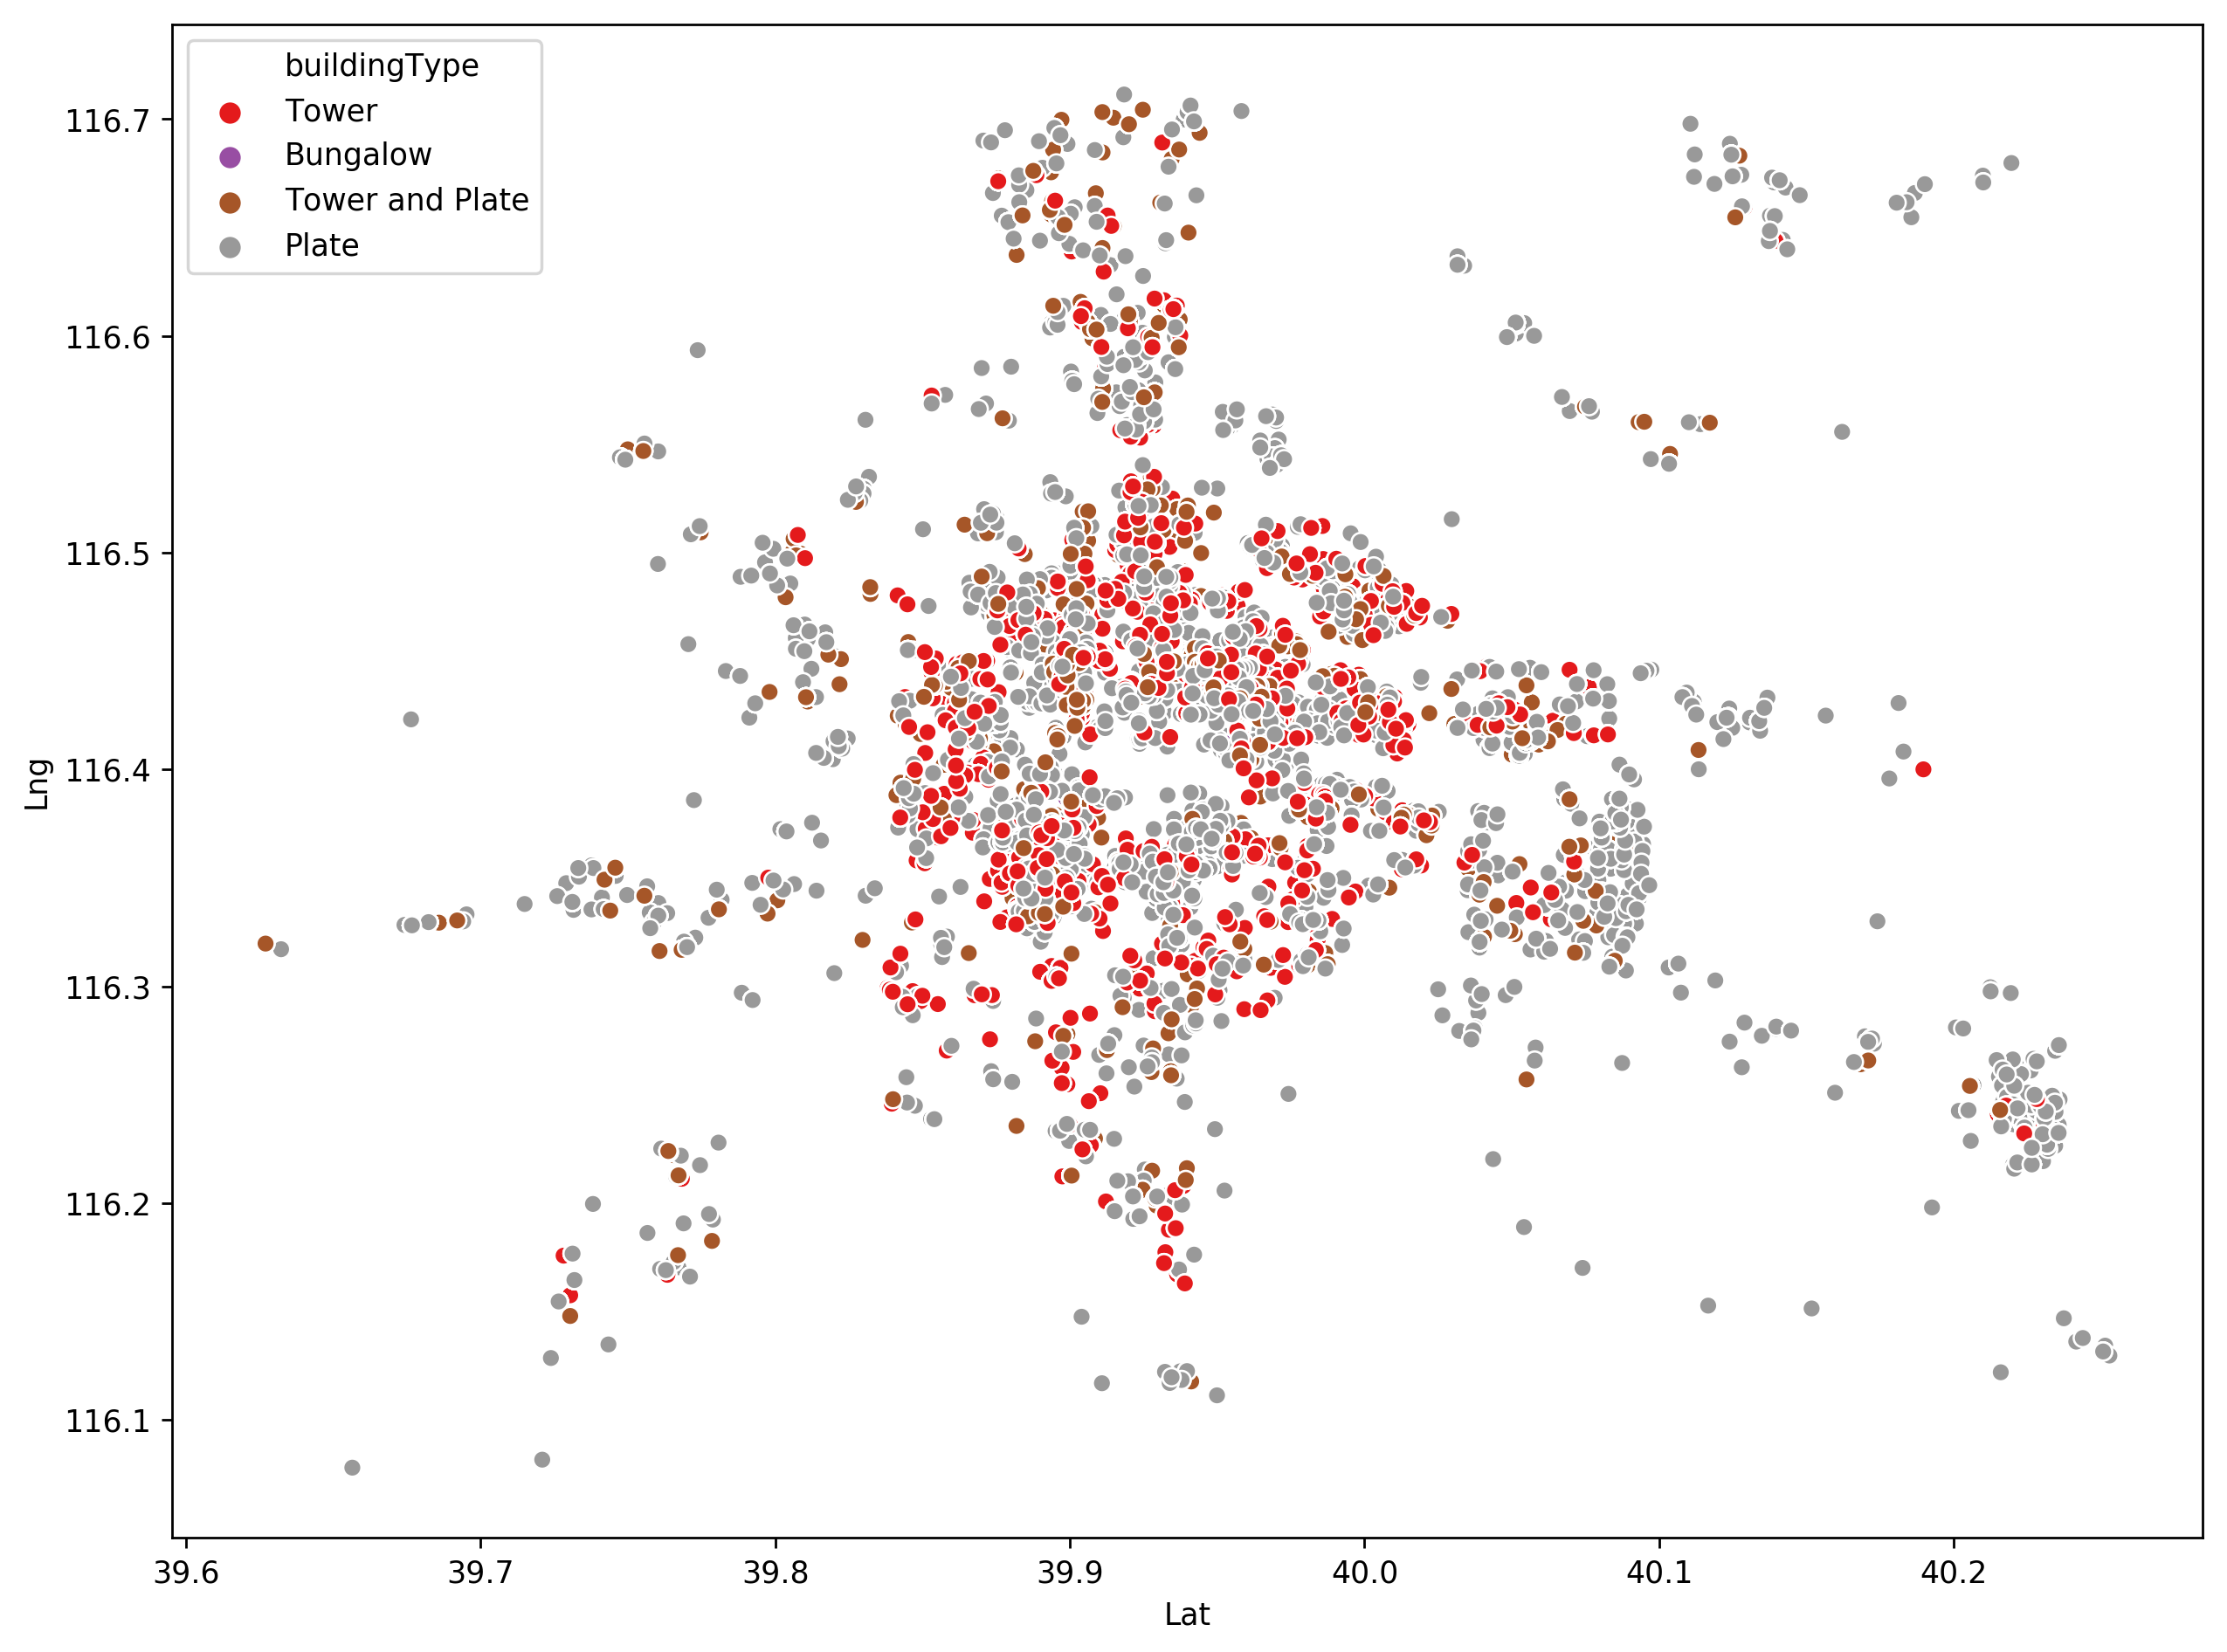 buildingType
Tower
Bungalow
Tower and Plate
Plate
116.7
116.6
116.5
116.4
116.3
116.2
116.1
Lng
39.6 39.7 39.8 39.9 40.0 40.1 40.2
Lat